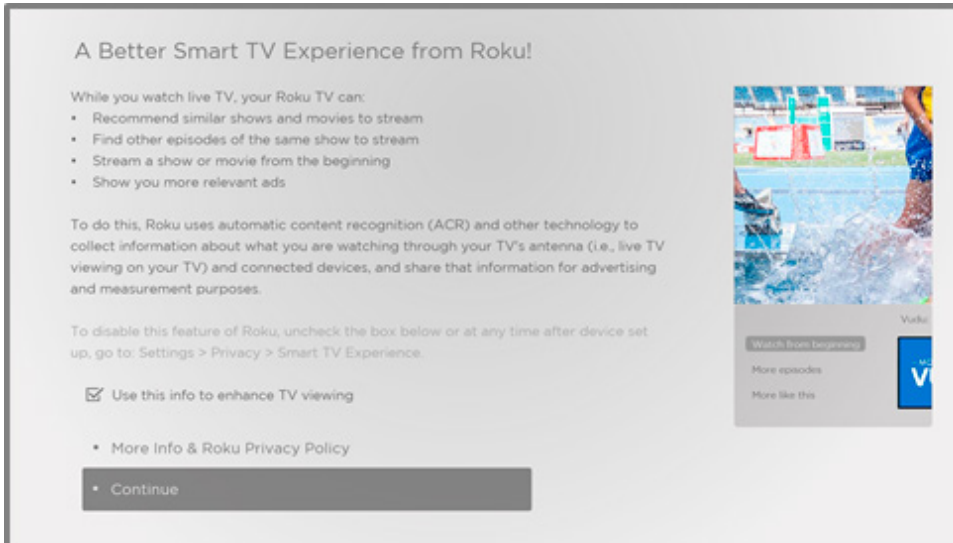 A Better Smart TV Experience from Roku!
While you watch live TV, your Roku TV can:
• Recommend similar shows and movies to stream
• Find other episodes of the same show to stream
• Stream a show or movie from the beginning
• Show you more relevant ads
To do this, Roku uses automatic content recognition (ACR) and other technology to
collect information about what you are watching through your TV's antenna (i.e., live TV
viewing on your TV) and connected devices, and share that information for advertising
and measurement purposes.
To disable this feature of Roku, uncheck the box below or at any time after device set
up, go to: Settings > Privacy > Smart TV Experience.
Use this info to enhance TV viewing
• More Info & Roku Privacy Policy
• Continue
Vudu:
Watch from beginning
More episodes
More like this